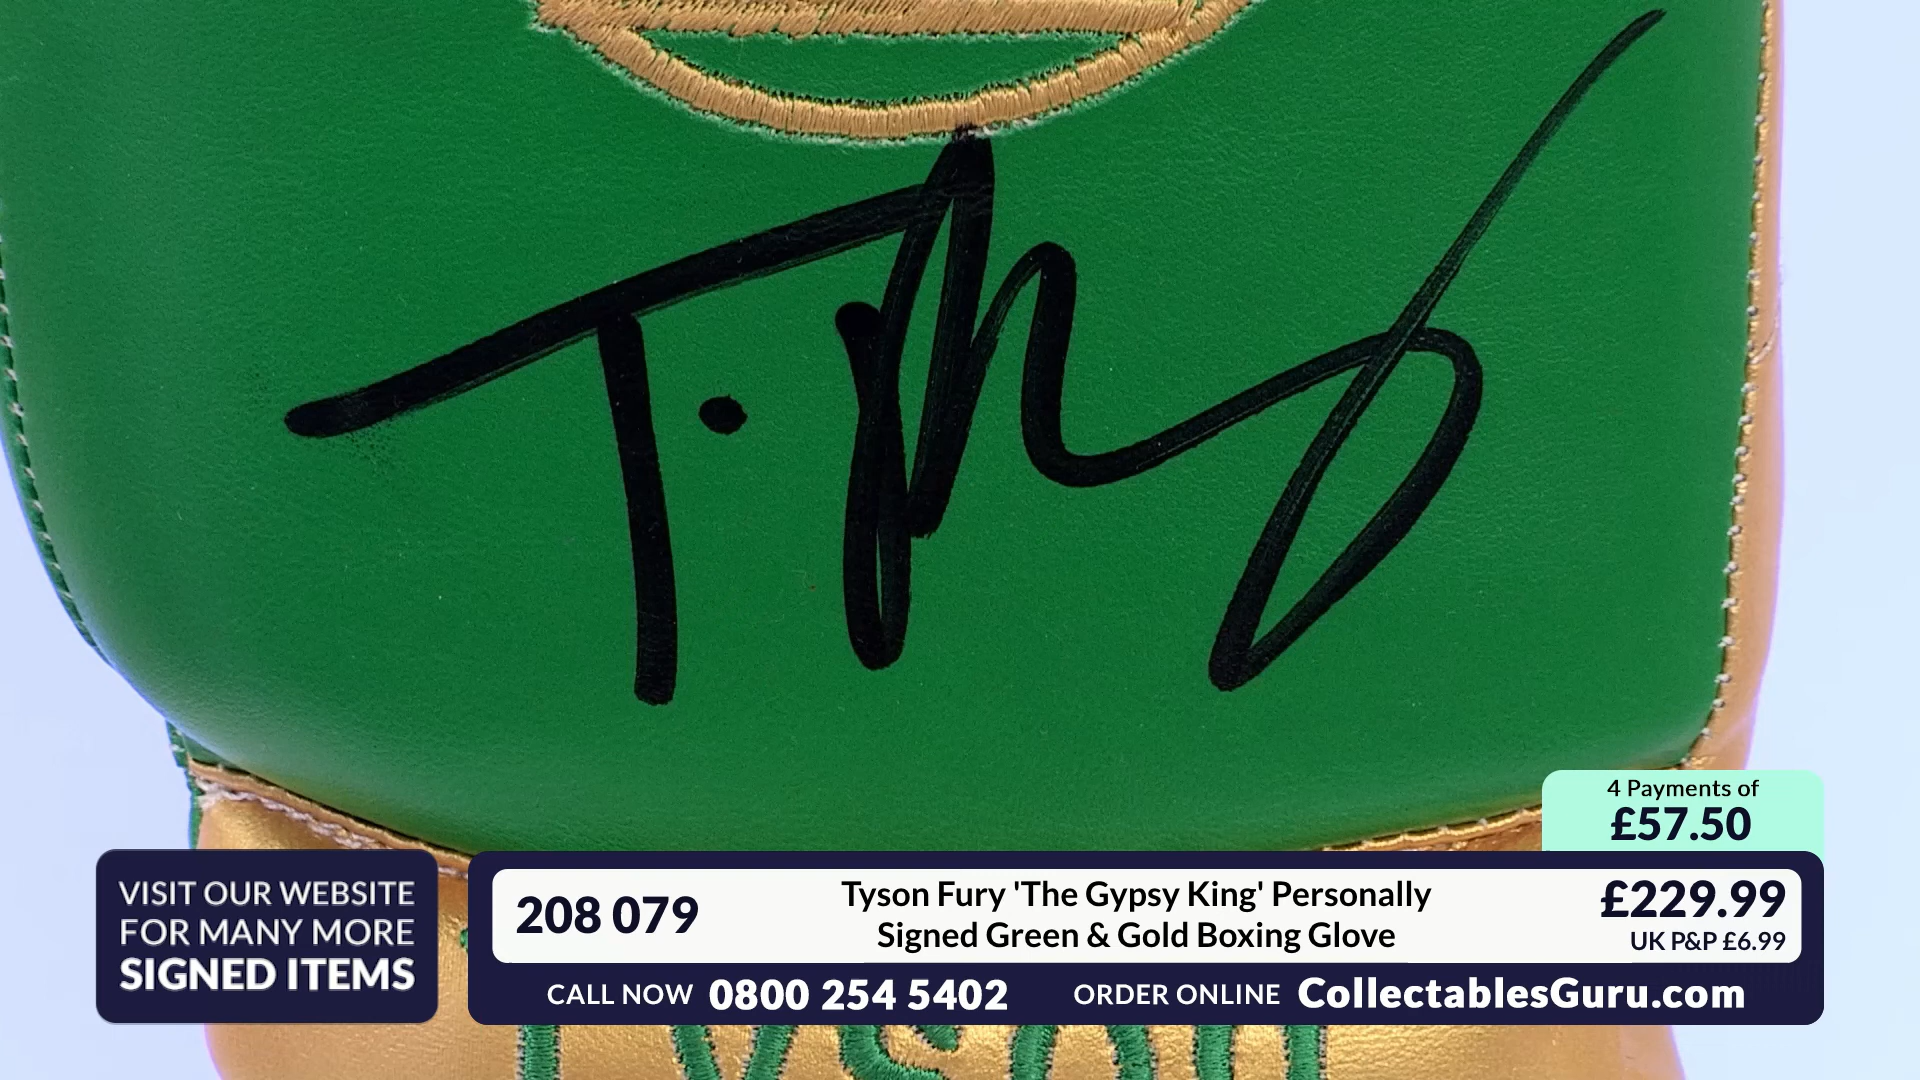 T. Fury
4 Payments of
£57.50
VISIT OUR WEBSITE
FOR MANY MORE
SIGNED ITEMS
208 079
Tyson Fury 'The Gypsy King' Personally
Signed Green & Gold Boxing Glove
£229.99
UK P&P £6.99
CALL NOW 0800 254 5402
ORDER ONLINE CollectablesGuru.com
Tyson